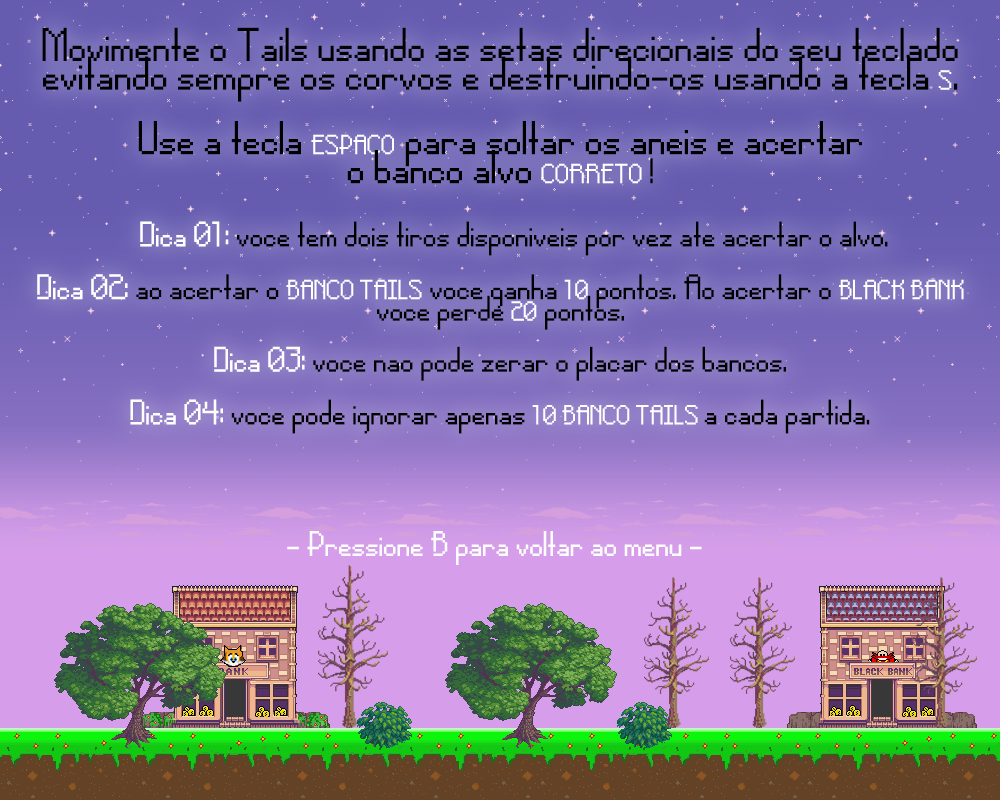 Movimente o Tails usando as setas direcionais do seu teclado
evitando sempre os corvos e destruindo-os usando a tecla S.
Use a tecla ESPAÇO para soltar os aneis e acertar
o banco alvo CORRETO!
Dica 01: voce tem dois tiros disponiveis por vez ate acertar o alvo.
Dica 02: ao acertar o BANCO TAILS voce ganha 10 pontos. Ao acertar o BLACK BANK
voce perde 20 pontos.
Dica 03: voce nao pode zerar o placar dos bancos.
Dica 04: voce pode ignorar apenas 10 BANCO TAILS a cada partida.
- Pressione B para voltar ao menu -
BLACK BANK